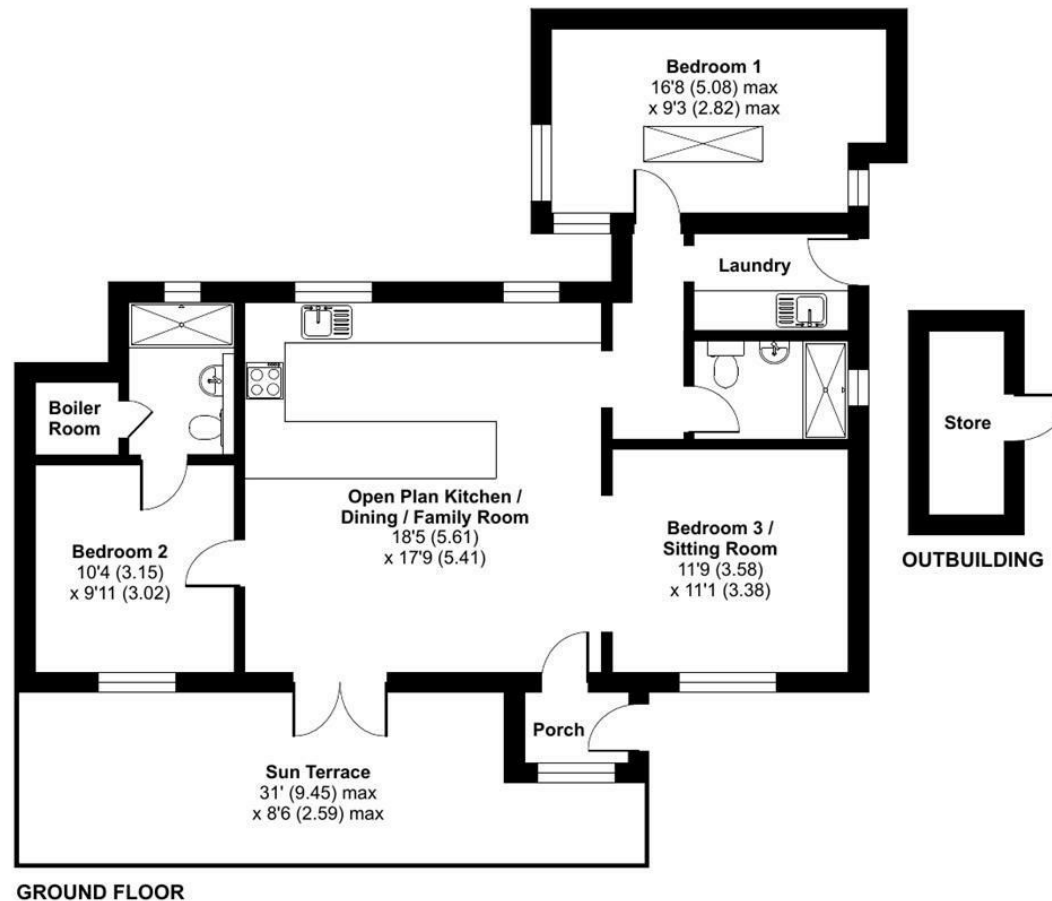 Bedroom 1
16'8 (5.08) max
x 9'3 (2.82) max
Laundry
Boiler
Room
Store
Open Plan Kitchen /
Dining / Family Room
18'5 (5.61)
x 17'9 (5.41)
Bedroom 3 /
Sitting Room
11'9 (3.58)
x 11'1 (3.38)
Bedroom 2
10'4 (3.15)
x 9'11 (3.02)
OUTBUILDING
Porch
Sun Terrace
31' (9.45) max
x 8'6 (2.59) max
GROUND FLOOR